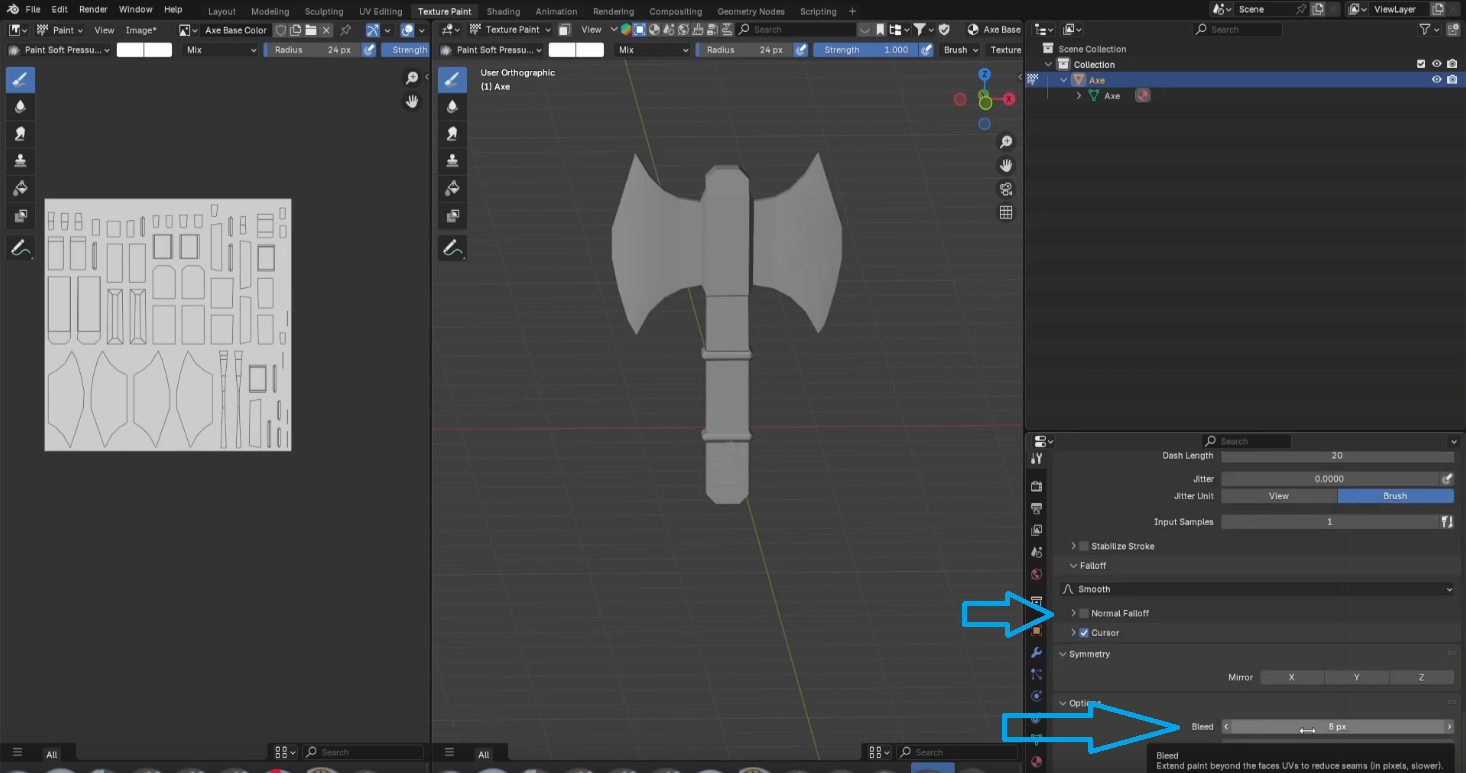 File Edit Render Window Help Layout Modeling Sculpting UV Editing Texture Paint Shading Animation Rendering Compositing Geometry Nodes Scripting + Scene ViewLayer
Paint View Image* Axe Base Color Texture Paint View Search Axe Base Search
Paint Soft Pressu... Mix Radius 24 px Strength Paint Soft Pressu... Mix Radius 24 px Strength 1.000 Brush Texture Scene Collection
Collection
User Orthographic
(1) Axe
Z
X
Axe
Axe
Search
Dash Length 20
Jitter 0.0000
Jitter Unit View Brush
Input Samples 1
Stabilize Stroke
Falloff
Smooth
Normal Falloff
Cursor
Symmetry
Mirror X Y Z
Options
Bleed 8 px
All Search All Search
Bleed
Extend paint beyond the faces UVs to reduce seams (in pixels, slower).